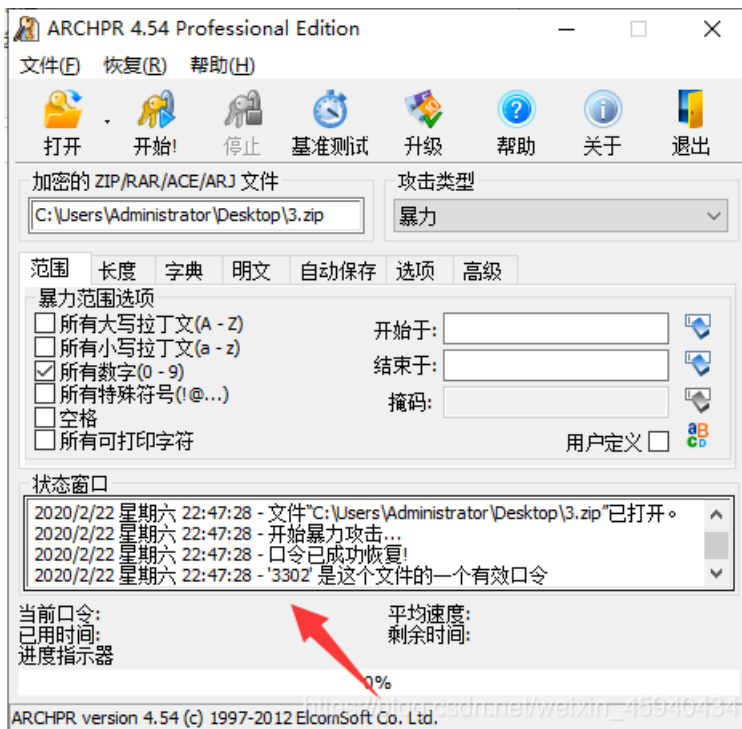 ARCHPR 4.54 Professional Edition
文件(F) 恢复(R) 帮助(H)
打开 开始! 停止 基准测试 升级 帮助 关于 退出
加密的 ZIP/RAR/ACE/ARJ 文件
攻击类型
C:\Users\Administrator\Desktop\3.zip
暴力
范围 长度 字典 明文 自动保存 选项 高级
暴力范围选项
所有大写拉丁文(A - Z)
所有小写拉丁文(a - z)
所有数字(0 - 9)
所有特殊符号(!@...)
空格
所有可打印字符
开始于:
结束于:
掩码:
用户定义
状态窗口
2020/2/22 星期六 22:47:28 - 文件"C:\Users\Administrator\Desktop\3.zip"已打开。
2020/2/22 星期六 22:47:28 - 开始暴力攻击...
2020/2/22 星期六 22:47:28 - 口令已成功恢复!
2020/2/22 星期六 22:47:28 - '3302' 是这个文件的一个有效口令
当前口令: 平均速度:
已用时间: 剩余时间:
进度指示器
0%
https://blog.csdn.net/weixin_45940434
ARCHPR version 4.54 (c) 1997-2012 ElcomSoft Co. Ltd.